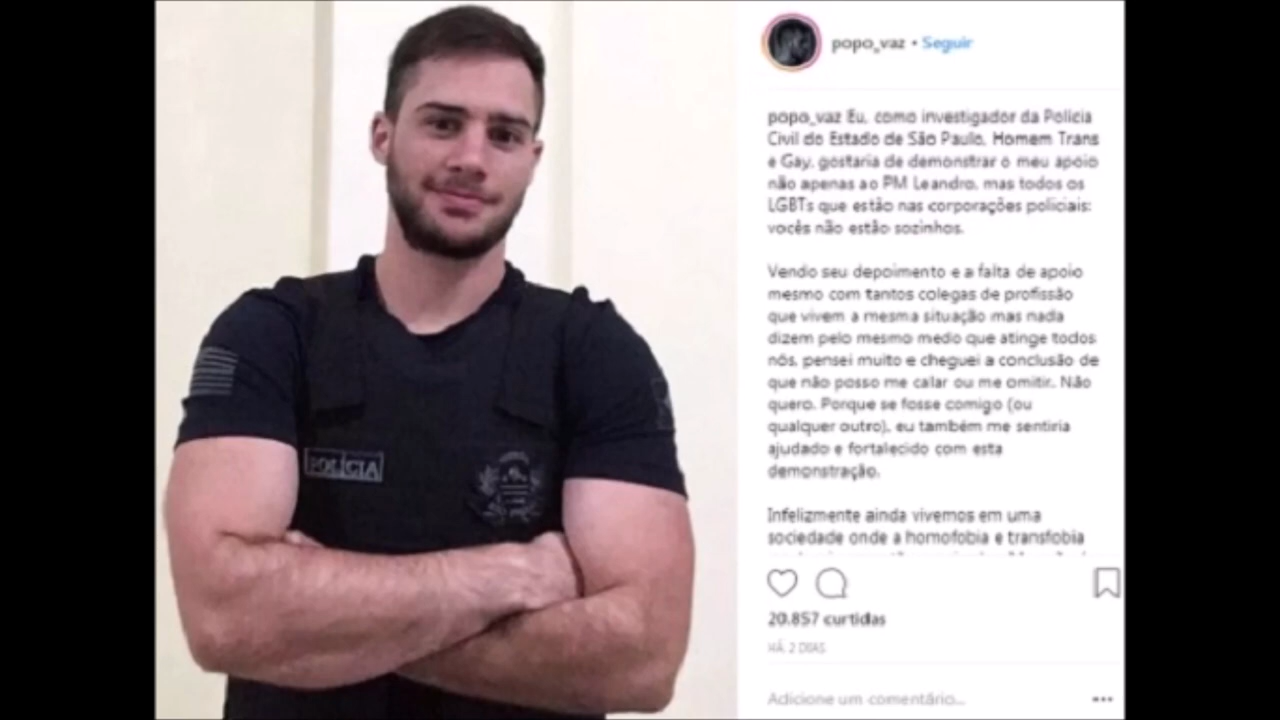 popo_vaz • Seguir
popo_vaz Eu, como investigador da Polícia
Civil do Estado de São Paulo, Homem Trans
e Gay, gostaria de demonstrar o meu apoio
não apenas ao PM Leandro, mas todos os
LGBTs que estão nas corporações policiais:
vocês não estão sozinhos.
Vendo seu depoimento e a falta de apoio
mesmo com tantos colegas de profissão
que vivem a mesma situação mas nada
dizem pelo mesmo medo que atinge todos
nós, pensei muito e cheguei a conclusão de
que não posso me calar ou me omitir. Não
quero. Porque se fosse comigo (ou
qualquer outro), eu também me sentiria
ajudado e fortalecido com esta
demonstração.
Infelizmente ainda vivemos em uma
sociedade onde a homofobia e transfobia
20.857 curtidas
HÁ 2 DIAS
Adicione um comentário...
POLÍCIA